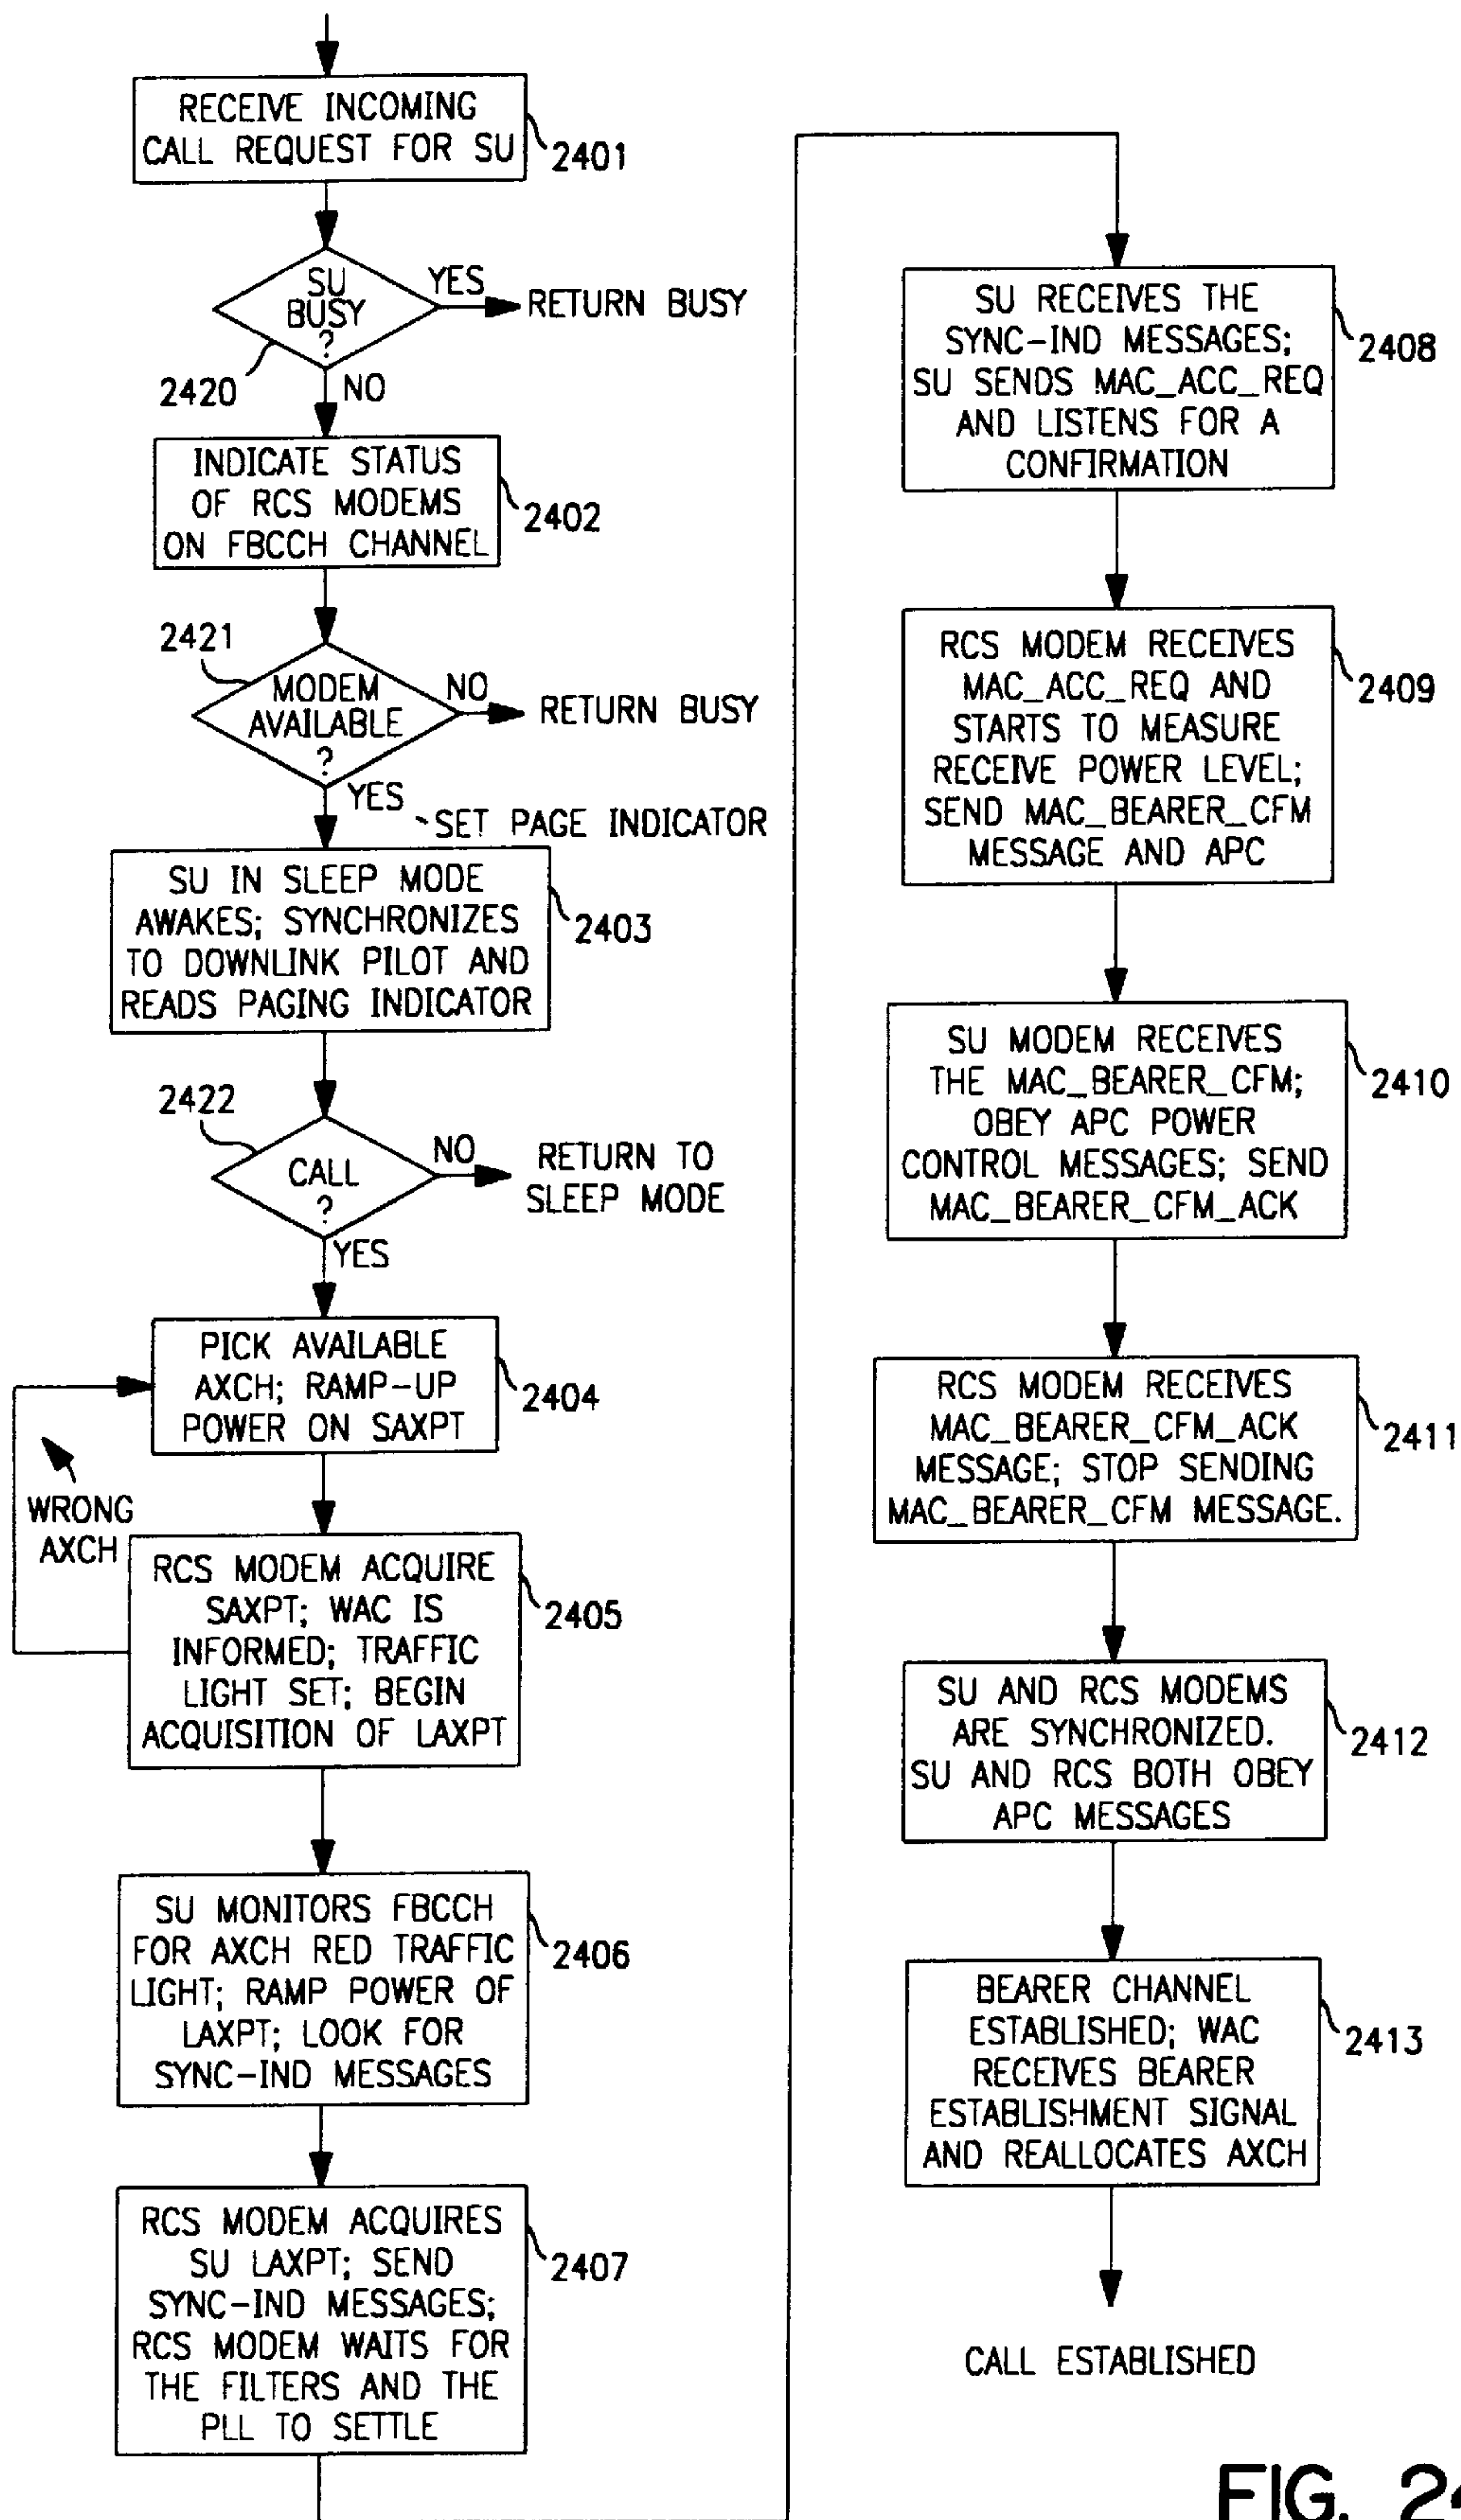 RECEIVE INCOMING
CALL REQUEST FOR SU
2401
SU
BUSY
?
YES
RETURN BUSY
2420
NO
INDICATE STATUS
OF RCS MODEMS
ON FBCCH CHANNEL
2402
2421
MODEM
AVAILABLE
?
NO
RETURN BUSY
YES
SET PAGE INDICATOR
SU IN SLEEP MODE
AWAKES; SYNCHRONIZES
TO DOWNLINK PILOT AND
READS PAGING INDICATOR
2403
2422
CALL
?
NO
RETURN TO
SLEEP MODE
YES
PICK AVAILABLE
AXCH; RAMP-UP
POWER ON SAXPT
2404
WRONG
AXCH
RCS MODEM ACQUIRE
SAXPT; WAC IS
INFORMED; TRAFFIC
LIGHT SET; BEGIN
ACQUISITION OF LAXPT
2405
SU MONITORS FBCCH
FOR AXCH RED TRAFFIC
LIGHT; RAMP POWER OF
LAXPT; LOOK FOR
SYNC-IND MESSAGES
2406
RCS MODEM ACQUIRES
SU LAXPT; SEND
SYNC-IND MESSAGES;
RCS MODEM WAITS FOR
THE FILTERS AND THE
PLL TO SETTLE
2407
SU RECEIVES THE
SYNC-IND MESSAGES;
SU SENDS MAC_ACC_REQ
AND LISTENS FOR A
CONFIRMATION
2408
RCS MODEM RECEIVES
MAC_ACC_REQ AND
STARTS TO MEASURE
RECEIVE POWER LEVEL;
SEND MAC_BEARER_CFM
MESSAGE AND APC
2409
SU MODEM RECEIVES
THE MAC_BEARER_CFM;
OBEY APC POWER
CONTROL MESSAGES; SEND
MAC_BEARER_CFM_ACK
2410
RCS MODEM RECEIVES
MAC_BEARER_CFM_ACK
MESSAGE; STOP SENDING
MAC_BEARER_CFM MESSAGE.
2411
SU AND RCS MODEMS
ARE SYNCHRONIZED.
SU AND RCS BOTH OBEY
APC MESSAGES
2412
BEARER CHANNEL
ESTABLISHED; WAC
RECEIVES BEARER
ESTABLISHMENT SIGNAL
AND REALLOCATES AXCH
2413
CALL ESTABLISHED
FIG. 24